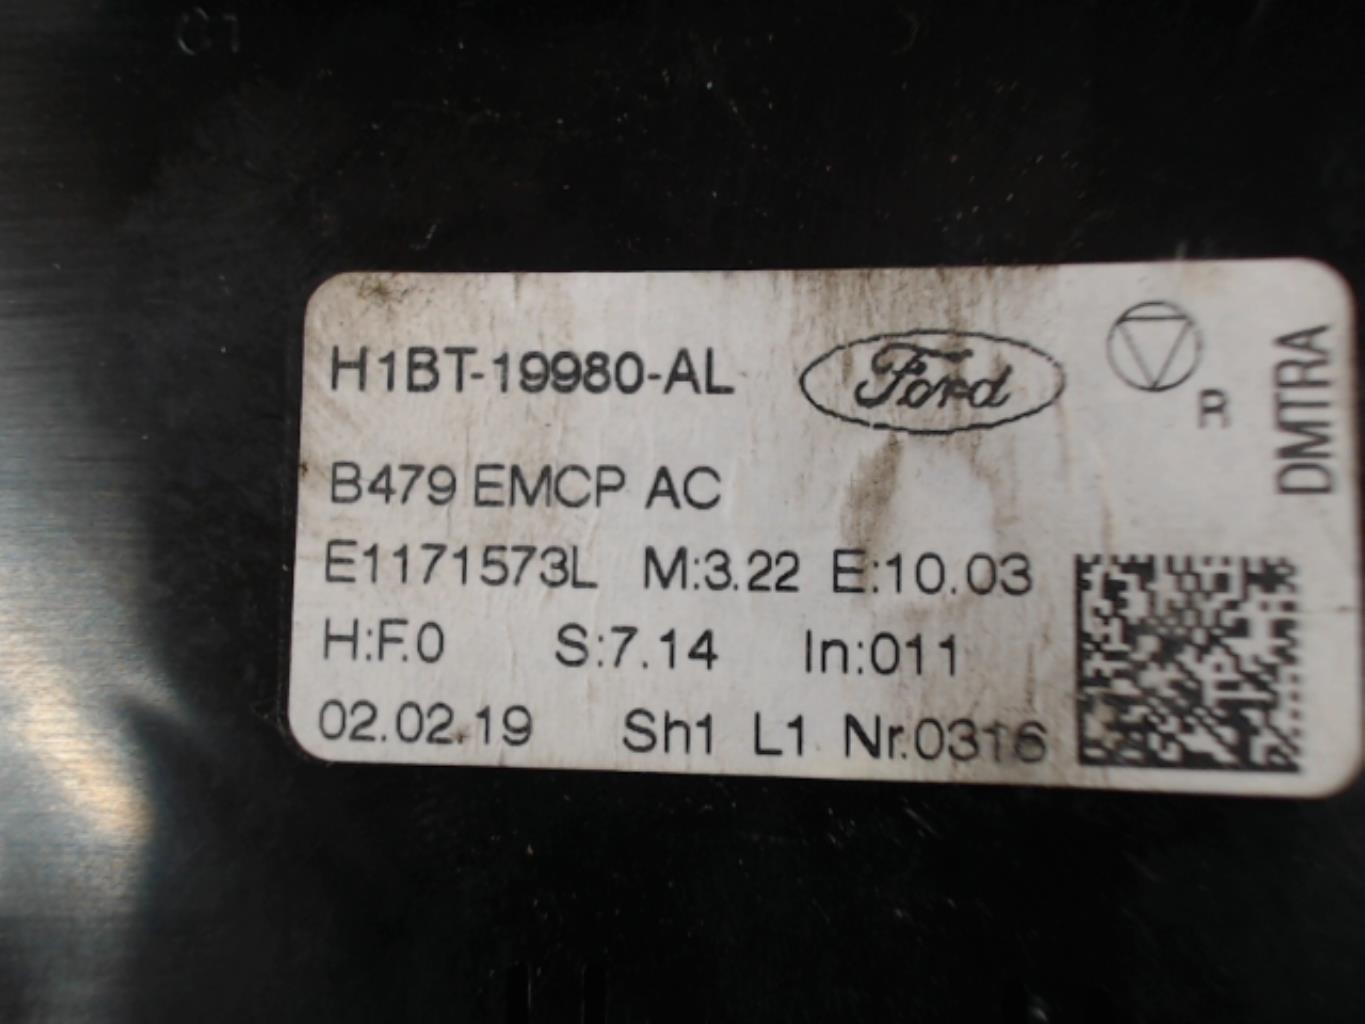 H1BT-19980-AL
Ford
R
DMTRA
B479 EMCP AC
E1171573L M:3.22 E:10.03
H:F.0 S:7.14 In:011
02.02.19 Sh1 L1 Nr.0316